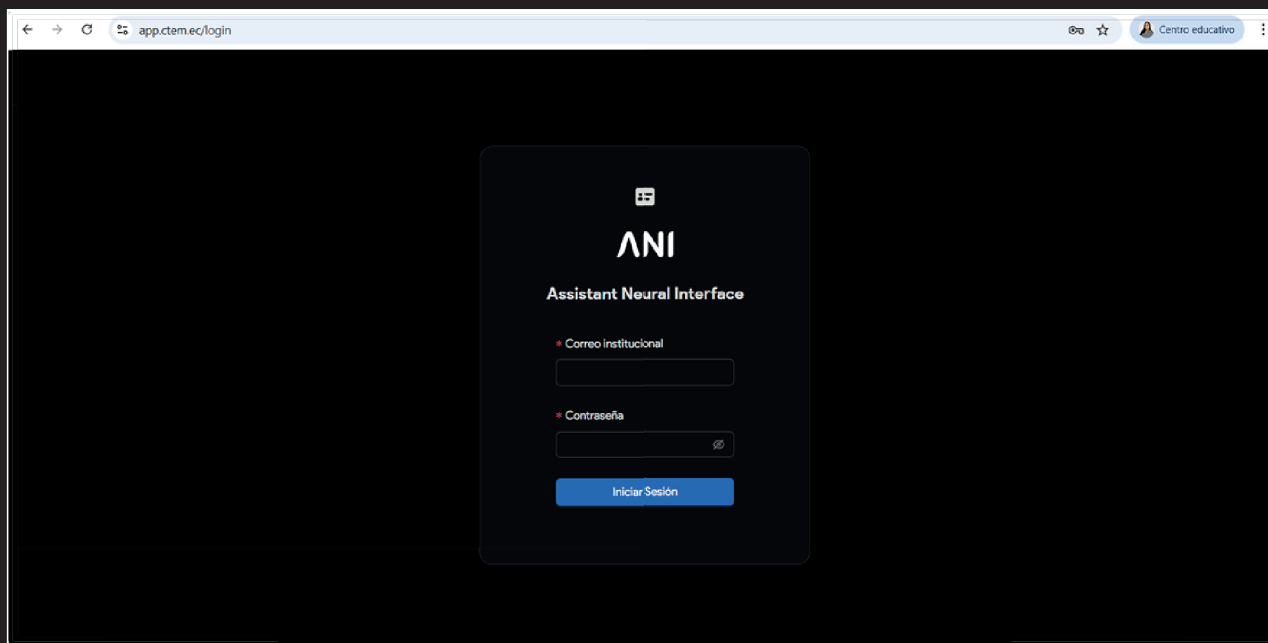 app.ctem.ec/login
Centro educativo
ANI
Assistant Neural Interface
* Correo institucional
* Contraseña
Iniciar Sesión